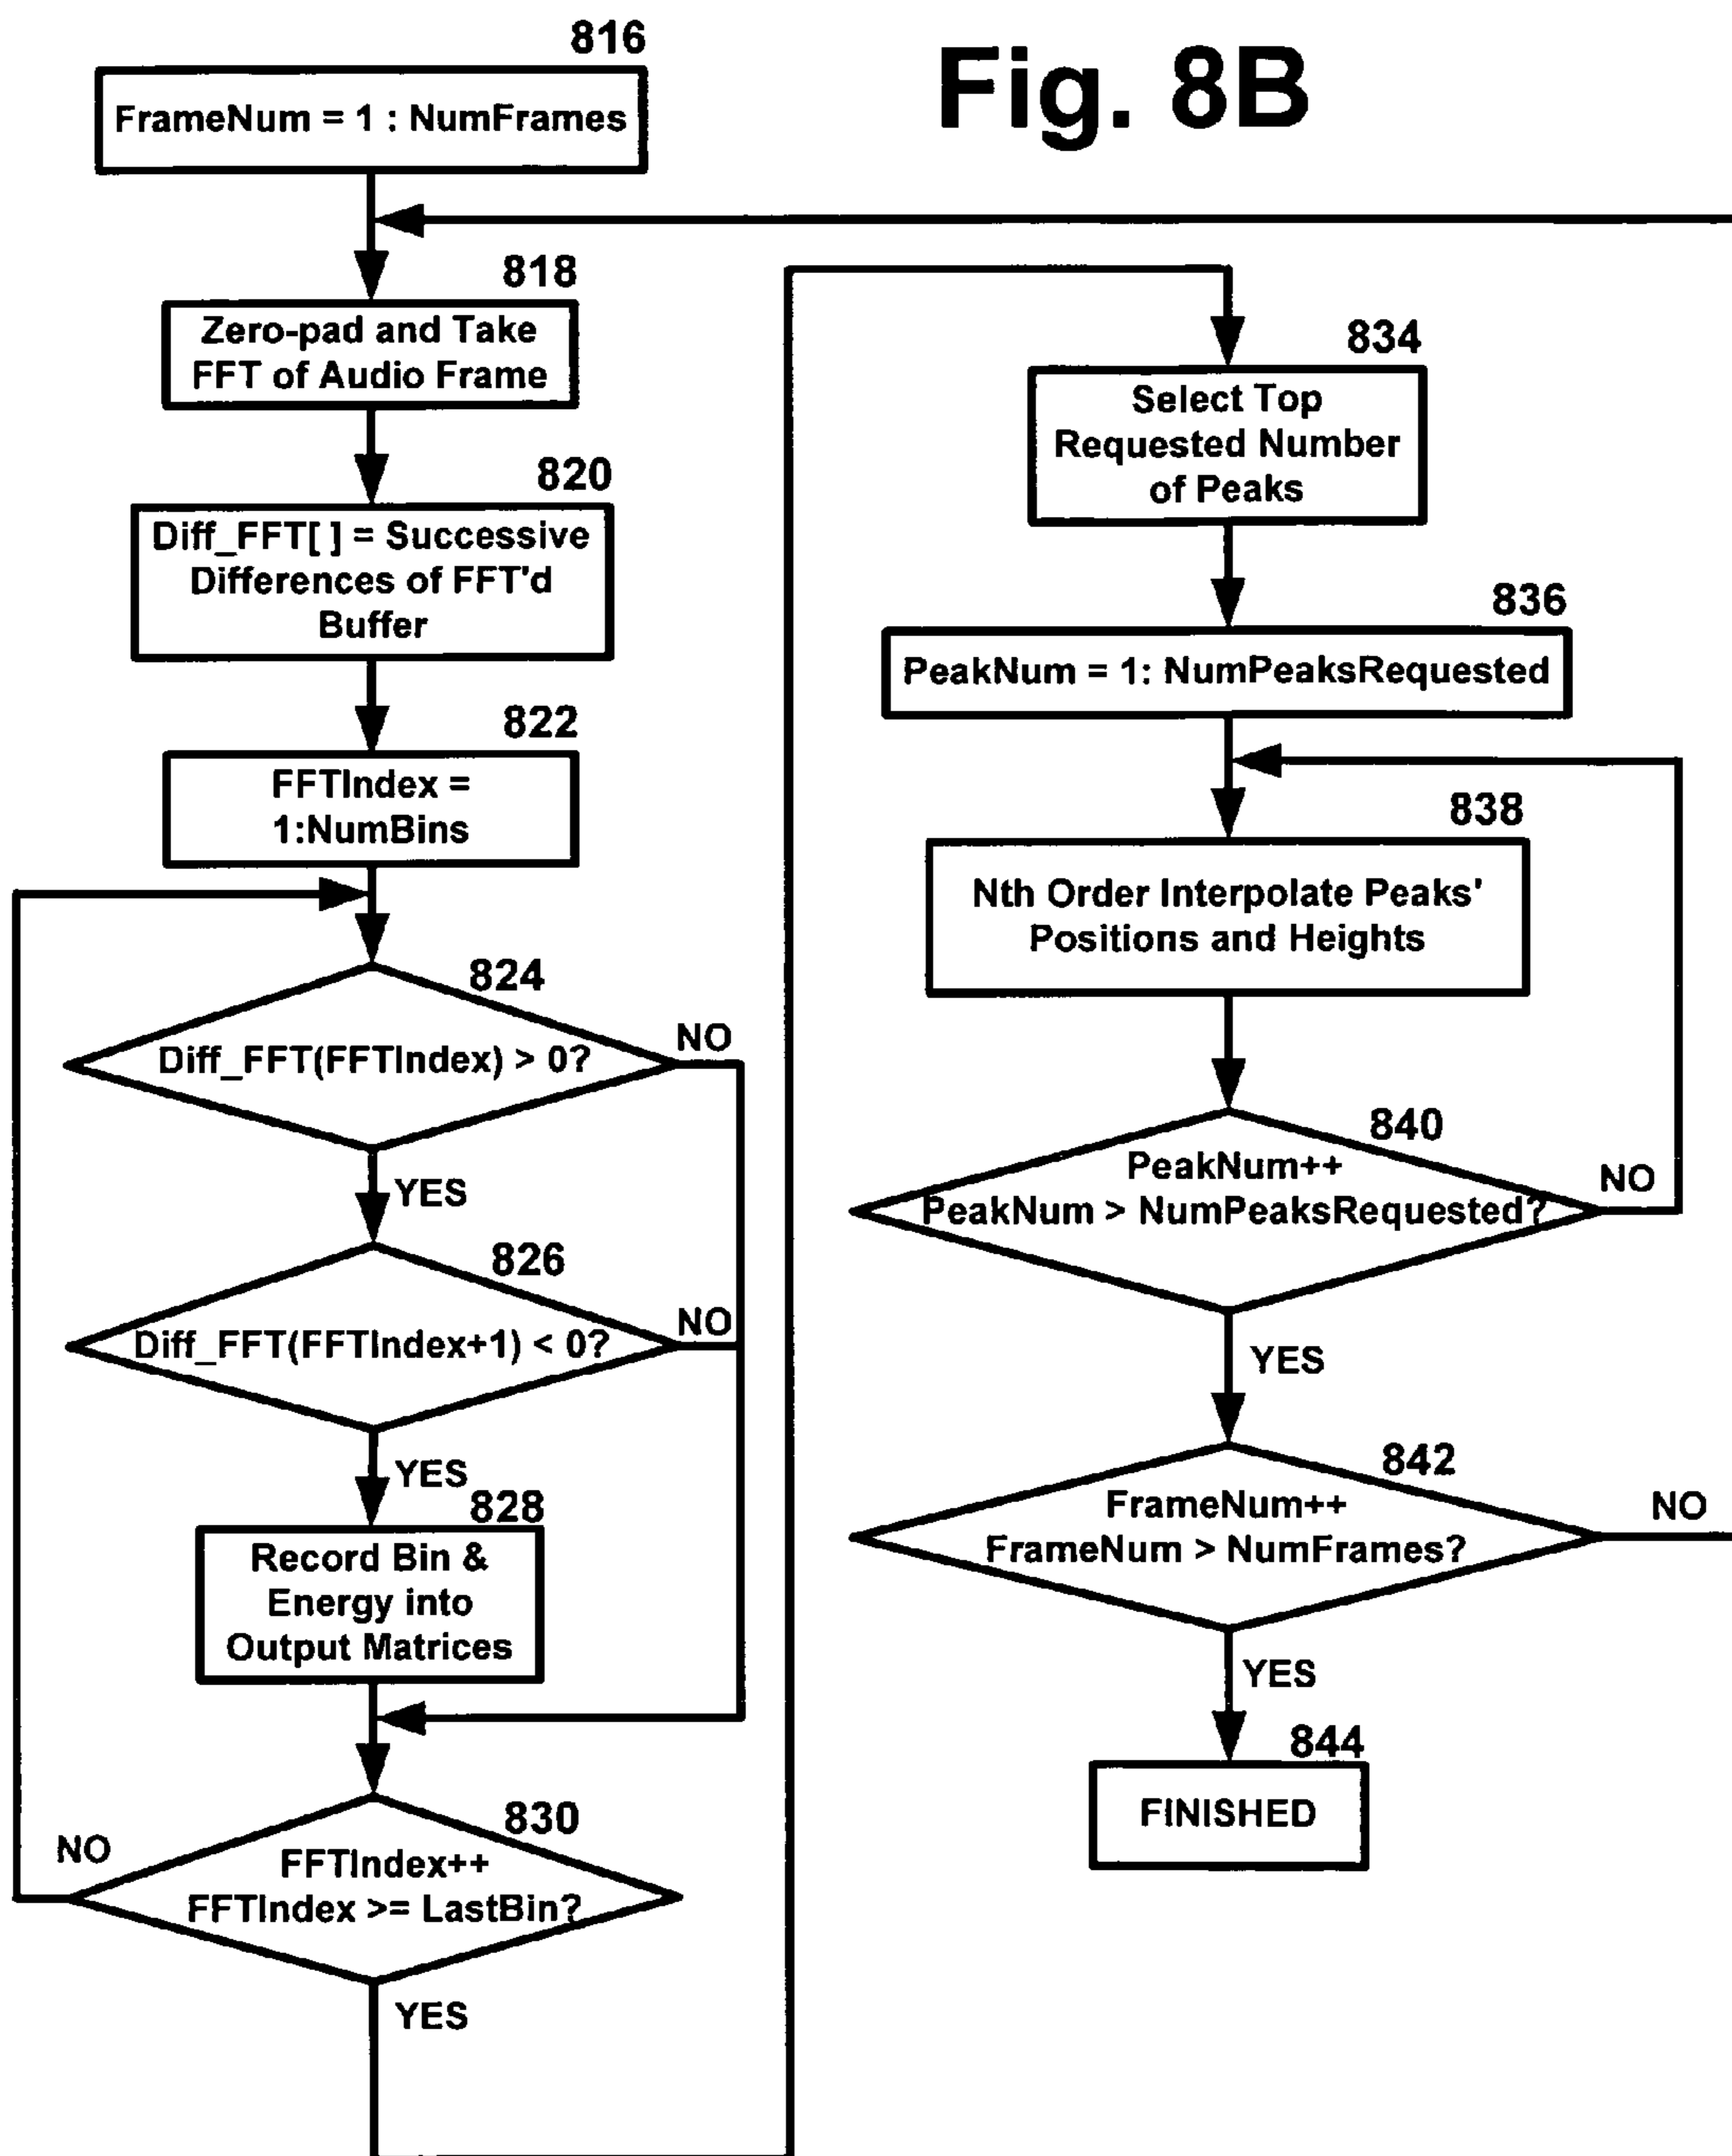 Fig. 8B
816
FrameNum = 1 : NumFrames
818
Zero-pad and Take
FFT of Audio Frame
820
Diff_FFT[ ] = Successive
Differences of FFT'd
Buffer
822
FFTIndex =
1:NumBins
824
Diff_FFT(FFTIndex) > 0?
NO
YES
826
Diff_FFT(FFTIndex+1) < 0?
NO
YES
828
Record Bin &
Energy into
Output Matrices
830
NO
FFTIndex++
FFTIndex >= LastBin?
YES
834
Select Top
Requested Number
of Peaks
836
PeakNum = 1: NumPeaksRequested
838
Nth Order Interpolate Peaks'
Positions and Heights
840
PeakNum++
PeakNum > NumPeaksRequested?
NO
YES
842
FrameNum++
FrameNum > NumFrames?
NO
YES
844
FINISHED